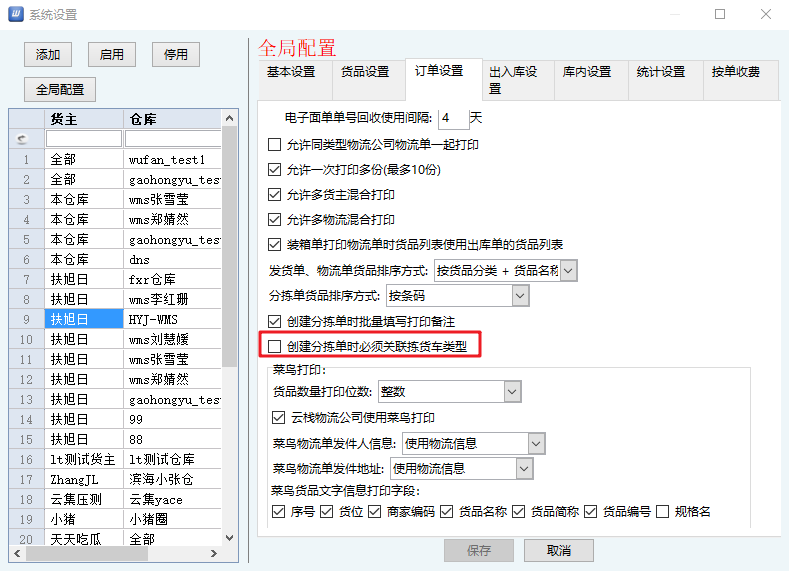 系统设置
添加 启用 停用
全局配置
货主 仓库
1 全部 wufan_test1
2 全部 gaohongyu_tes
3 本仓库 wms张雪莹
4 本仓库 wms郑婧然
5 本仓库 gaohongyu_tes
6 本仓库 dns
7 扶旭日 fxr仓库
8 扶旭日 wms李红珊
9 扶旭日 HYJ-WMS
10 扶旭日 wms刘慧媛
11 扶旭日 wms张雪莹
12 扶旭日 wms郑婧然
13 扶旭日 gaohongyu_tes
14 扶旭日 99
15 扶旭日 88
16 lt测试货主 lt测试仓库
17 ZhangJL 滨海小张仓
18 云集压测 云集yace
19 小猪 小猪圈
20 天天吃瓜 全部
全局配置
基本设置 货品设置 订单设置 出入库设置 库内设置 统计设置 按单收费
电子面单单号回收使用间隔: 4 天
允许同类型物流公司物流单一起打印
允许一次打印多份(最多10份)
允许多货主混合打印
允许多物流混合打印
装箱单打印物流单时货品列表使用出库单的货品列表
发货单、物流单货品排序方式: 按货品分类 + 货品名称
分拣单货品排序方式: 按条码
创建分拣单时批量填写打印备注
创建分拣单时必须关联拣货车类型
菜鸟打印:
货品数量打印位数: 整数
云栈物流公司使用菜鸟打印
菜鸟物流单发件人信息: 使用物流信息
菜鸟物流单发件地址: 使用物流信息
菜鸟货品文字信息打印字段:
序号 货位 商家编码 货品名称 货品简称 货品编号 规格名
保存 取消